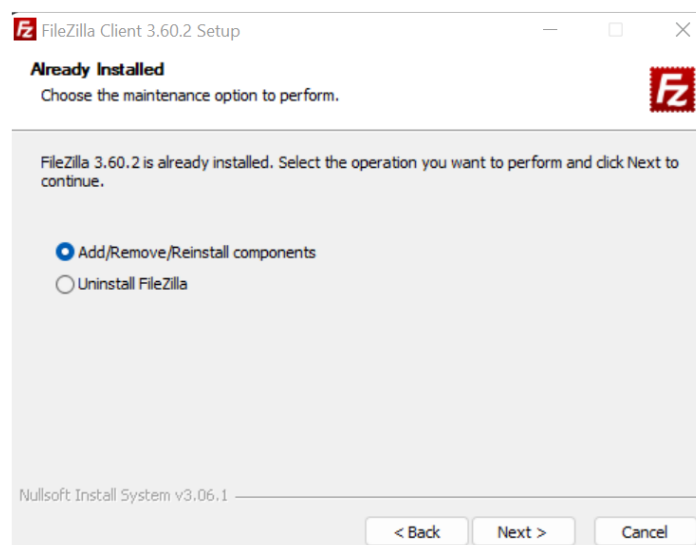 FileZilla Client 3.60.2 Setup
Already Installed
Choose the maintenance option to perform.
Fz
FileZilla 3.60.2 is already installed. Select the operation you want to perform and click Next to
continue.
Add/Remove/Reinstall components
Uninstall FileZilla
Nullsoft Install System v3.06.1
< Back Next > Cancel